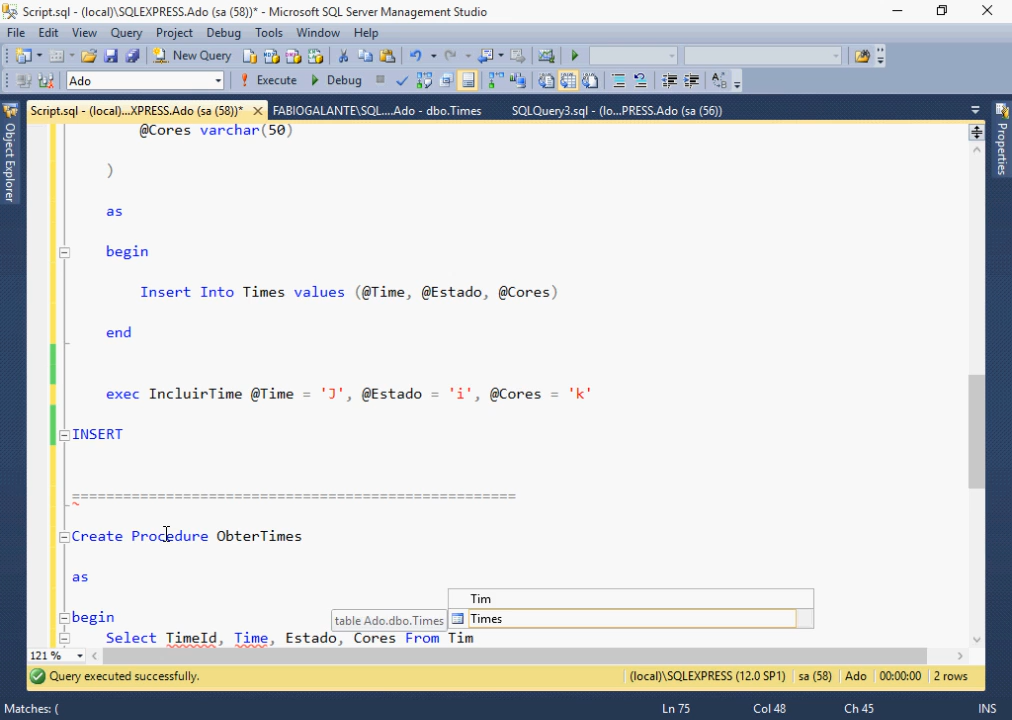 Script.sql - (local)\SQLEXPRESS.Ado (sa (58))* - Microsoft SQL Server Management Studio
File Edit View Query Project Debug Tools Window Help
New Query
Ado Execute Debug
Script.sql - (local)...XPRESS.Ado (sa (58))* FABIOGALANTE\SQL....Ado - dbo.Times SQLQuery3.sql - (lo...PRESS.Ado (sa (56))
Object Explorer
Properties
@Cores varchar(50)
)
as
begin
Insert Into Times values (@Time, @Estado, @Cores)
end
exec IncluirTime @Time = 'J', @Estado = 'i', @Cores = 'k'
INSERT
====================================================
Create Procedure ObterTimes
as
begin
Tim
table Ado.dbo.Times Times
Select TimeId, Time, Estado, Cores From Tim
121 %
Query executed successfully. (local)\SQLEXPRESS (12.0 SP1) sa (58) Ado 00:00:00 2 rows
Matches: ( Ln 75 Col 48 Ch 45 INS